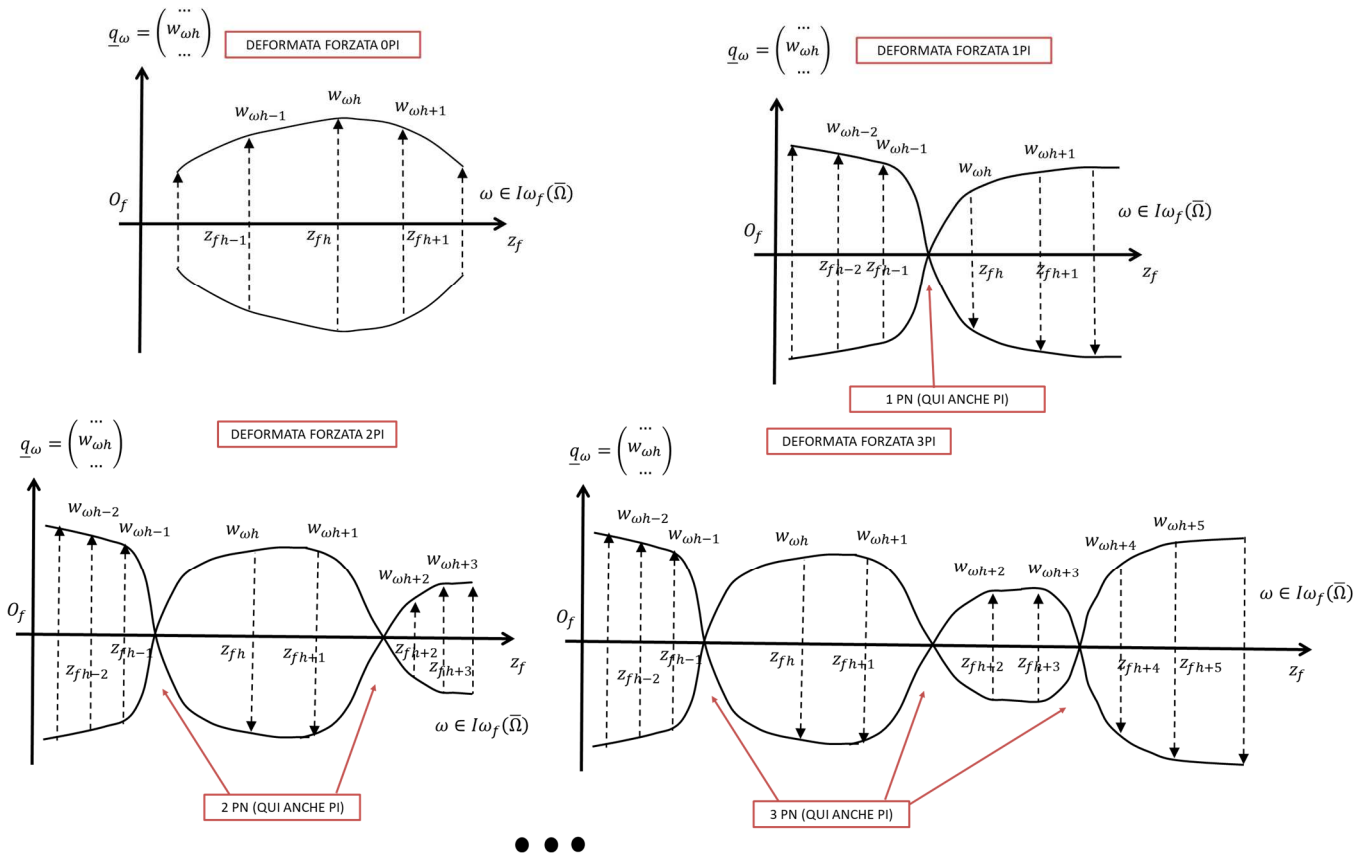 q_ω = ( ... w_ωh ... )
DEFORMATA FORZATA 0PI
w_ωh−1
w_ωh
w_ωh+1
O_f
ω ∈ Iω_f(Ω̅)
z_fh−1
z_fh
z_fh+1
z_f
q_ω = ( ... w_ωh ... )
DEFORMATA FORZATA 1PI
w_ωh−2
w_ωh−1
w_ωh
w_ωh+1
ω ∈ Iω_f(Ω̅)
O_f
z_fh−2
z_fh−1
z_fh
z_fh+1
z_f
1 PN (QUI ANCHE PI)
q_ω = ( ... w_ωh ... )
DEFORMATA FORZATA 2PI
w_ωh−2
w_ωh−1
w_ωh
w_ωh+1
w_ωh+2
w_ωh+3
O_f
z_fh−2
z_fh−1
z_fh
z_fh+1
z_fh+2
z_fh+3
z_f
ω ∈ Iω_f(Ω̅)
2 PN (QUI ANCHE PI)
q_ω = ( ... w_ωh ... )
DEFORMATA FORZATA 3PI
w_ωh−2
w_ωh−1
w_ωh
w_ωh+1
w_ωh+2
w_ωh+3
w_ωh+4
w_ωh+5
ω ∈ Iω_f(Ω̅)
O_f
z_fh−2
z_fh−1
z_fh
z_fh+1
z_fh+2
z_fh+3
z_fh+4
z_fh+5
z_f
3 PN (QUI ANCHE PI)
• • •